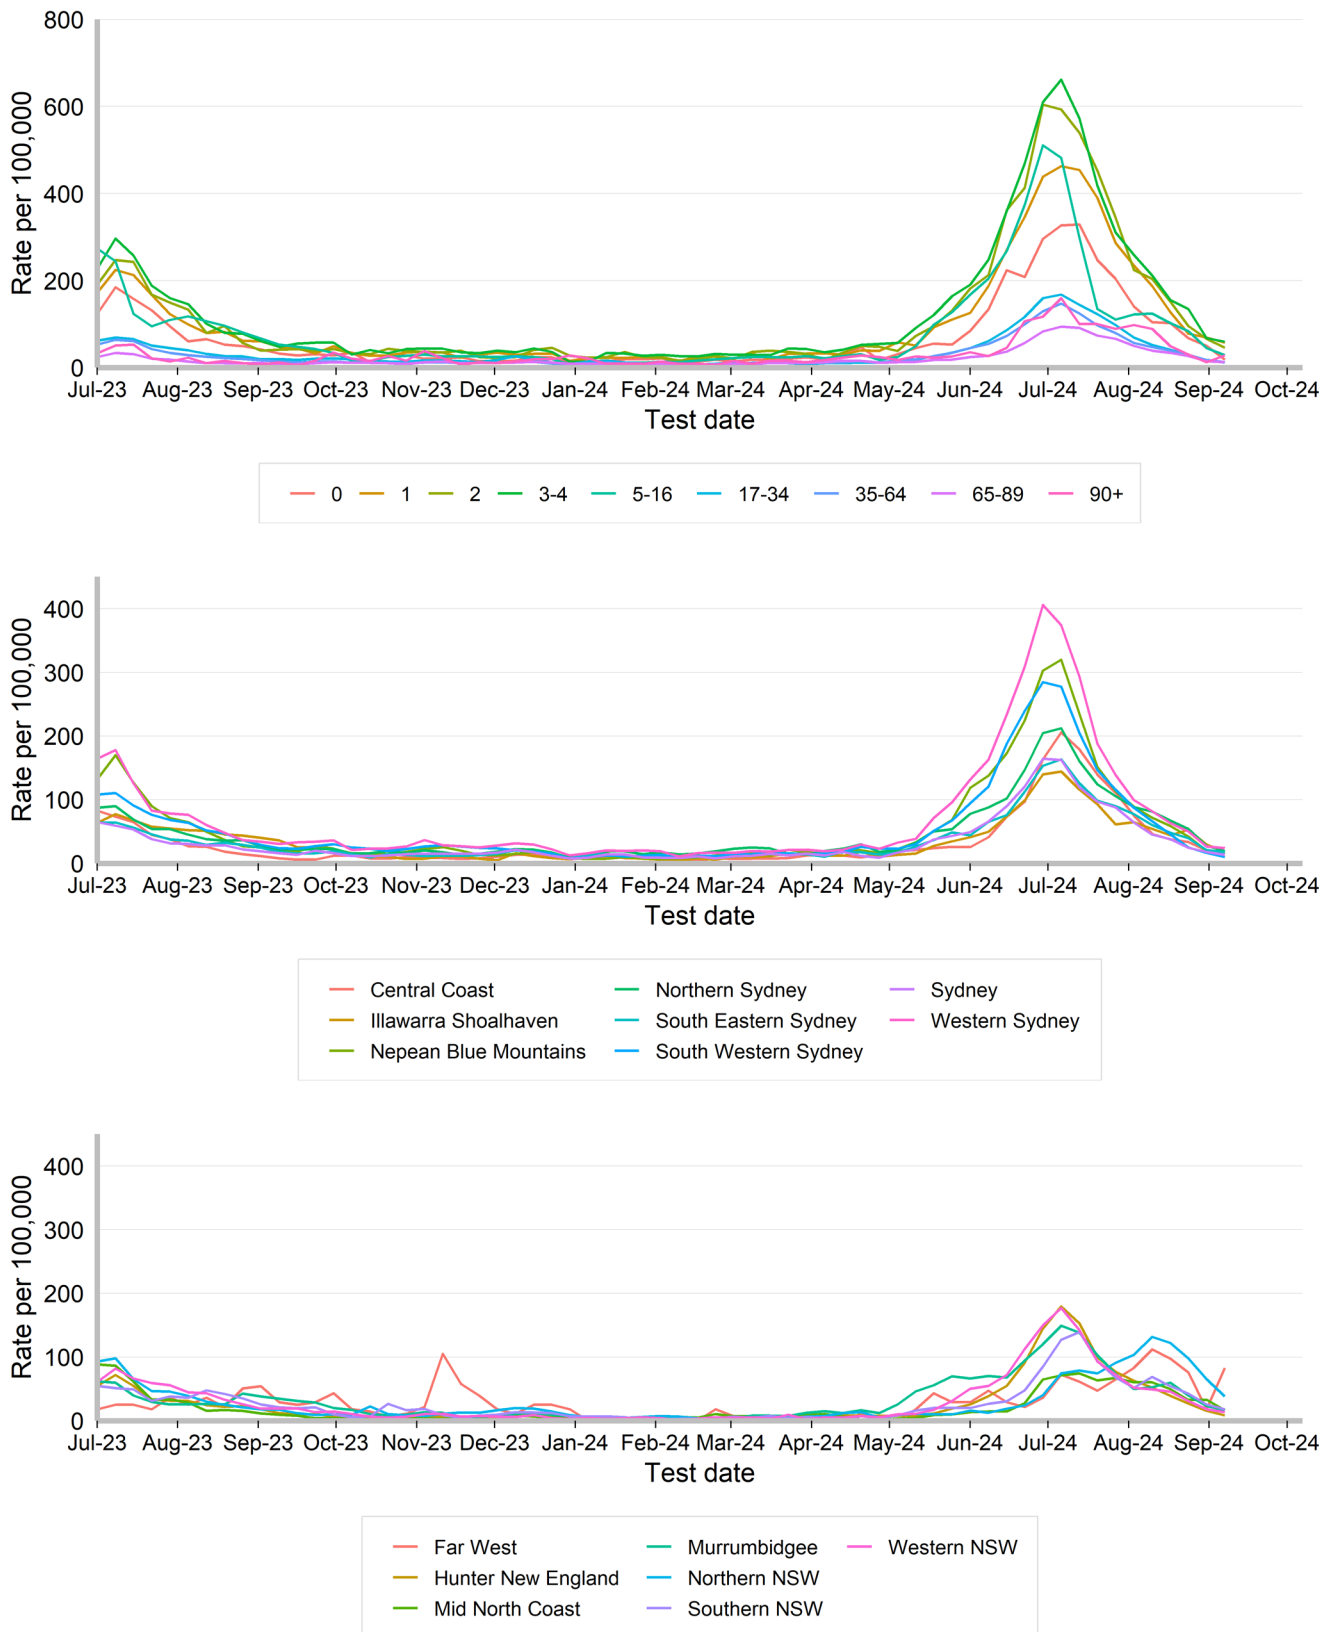 800
600
400
200
0
Rate per 100,000
Jul-23 Aug-23 Sep-23 Oct-23 Nov-23 Dec-23 Jan-24 Feb-24 Mar-24 Apr-24 May-24 Jun-24 Jul-24 Aug-24 Sep-24 Oct-24
Test date
0 1 2 3-4 5-16 17-34 35-64 65-89 90+
400
300
200
100
0
Rate per 100,000
Jul-23 Aug-23 Sep-23 Oct-23 Nov-23 Dec-23 Jan-24 Feb-24 Mar-24 Apr-24 May-24 Jun-24 Jul-24 Aug-24 Sep-24 Oct-24
Test date
Central Coast Northern Sydney Sydney
Illawarra Shoalhaven South Eastern Sydney Western Sydney
Nepean Blue Mountains South Western Sydney
400
300
200
100
0
Rate per 100,000
Jul-23 Aug-23 Sep-23 Oct-23 Nov-23 Dec-23 Jan-24 Feb-24 Mar-24 Apr-24 May-24 Jun-24 Jul-24 Aug-24 Sep-24 Oct-24
Test date
Far West Murrumbidgee Western NSW
Hunter New England Northern NSW
Mid North Coast Southern NSW